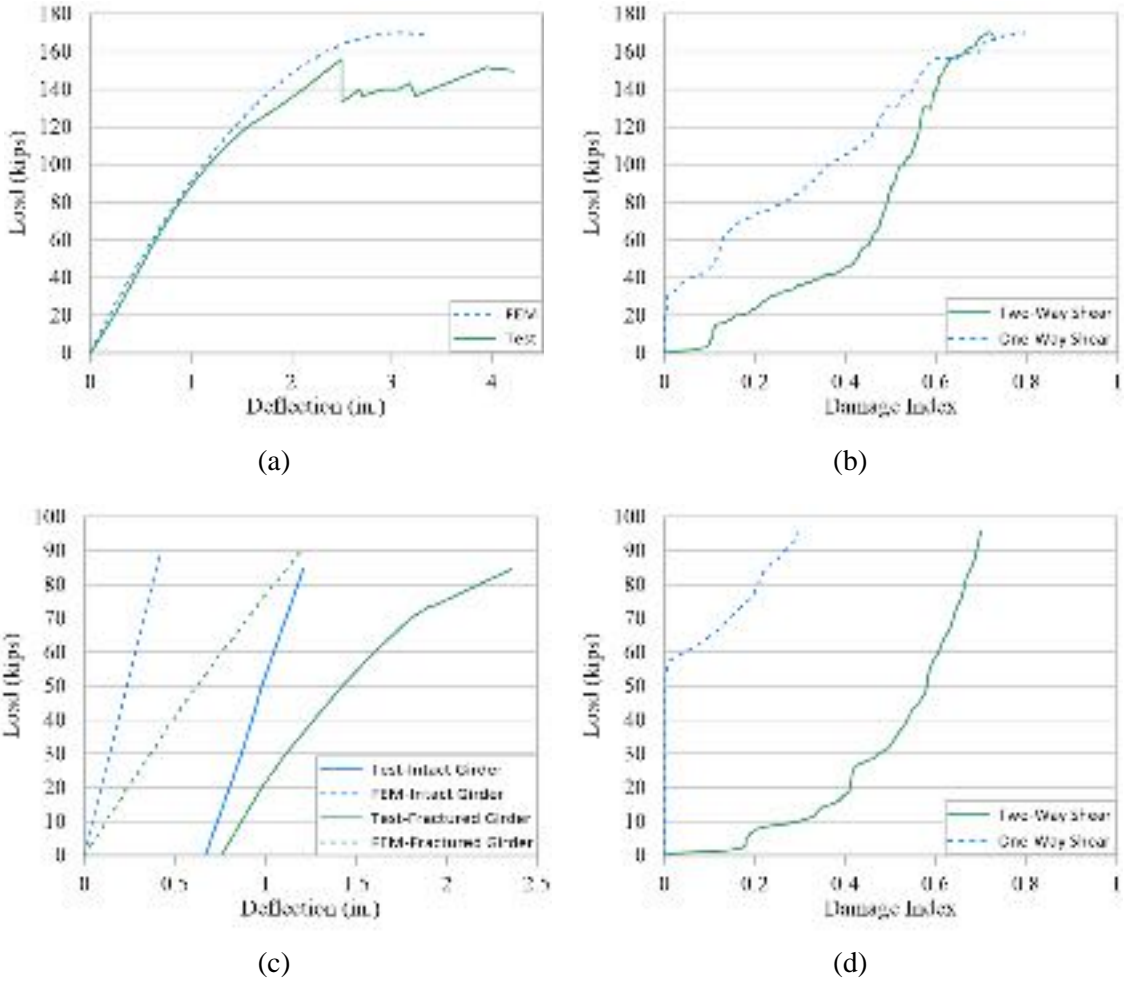 180
160
140
120
100
80
60
40
20
0
Load (kips)
FEM
Test
0 1 2 3 4
Deflection (in.)
(a)
180
160
140
120
100
80
60
40
20
0
Load (kips)
Two-Way Shear
One-Way Shear
0 0.2 0.4 0.6 0.8 1
Damage Index
(b)
100
90
80
70
60
50
40
30
20
10
0
Load (kips)
Test-Intact Girder
FEM-Intact Girder
Test-Fractured Girder
FEM-Fractured Girder
0 0.5 1 1.5 2 2.5
Deflection (in.)
(c)
100
90
80
70
60
50
40
30
20
10
0
Load (kips)
Two-Way Shear
One-Way Shear
0 0.2 0.4 0.6 0.8 1
Damage Index
(d)